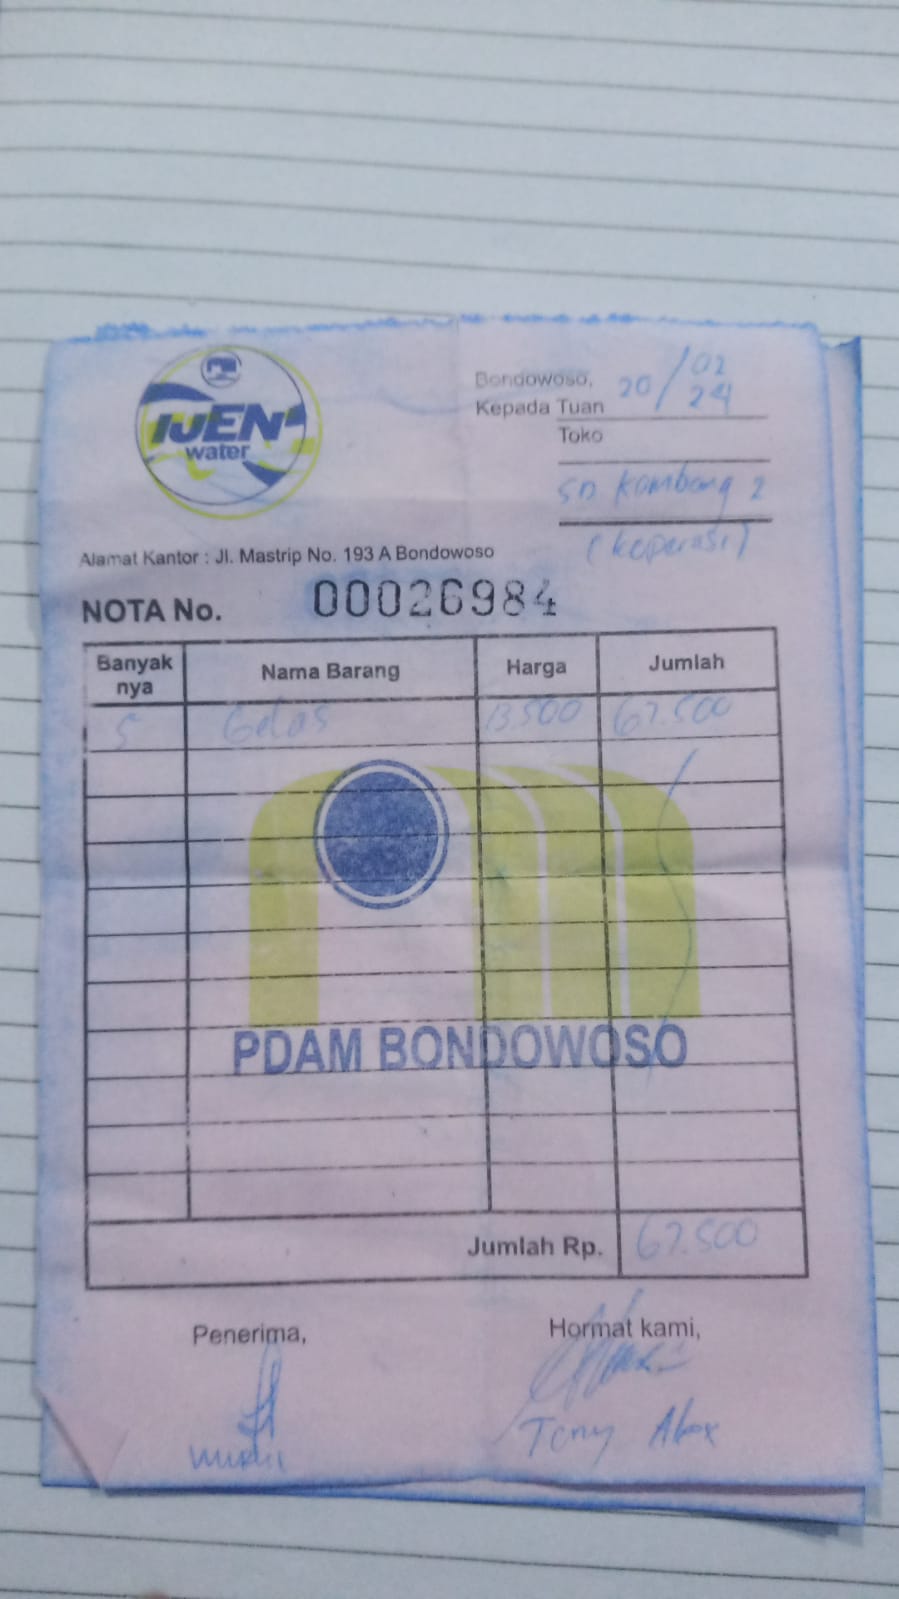 IJEN
water
Bondowoso, 20/02
24
Kepada Tuan
Toko
SD Kembang 2
(Koperasi)
Alamat Kantor : Jl. Mastrip No. 193 A Bondowoso
NOTA No. 00026984
Banyak nya Nama Barang Harga Jumlah
5 Gelas 13.500 67.500
PDAM BONDOWOSO
Jumlah Rp. 67.500
Penerima, Hormat kami,
Tony